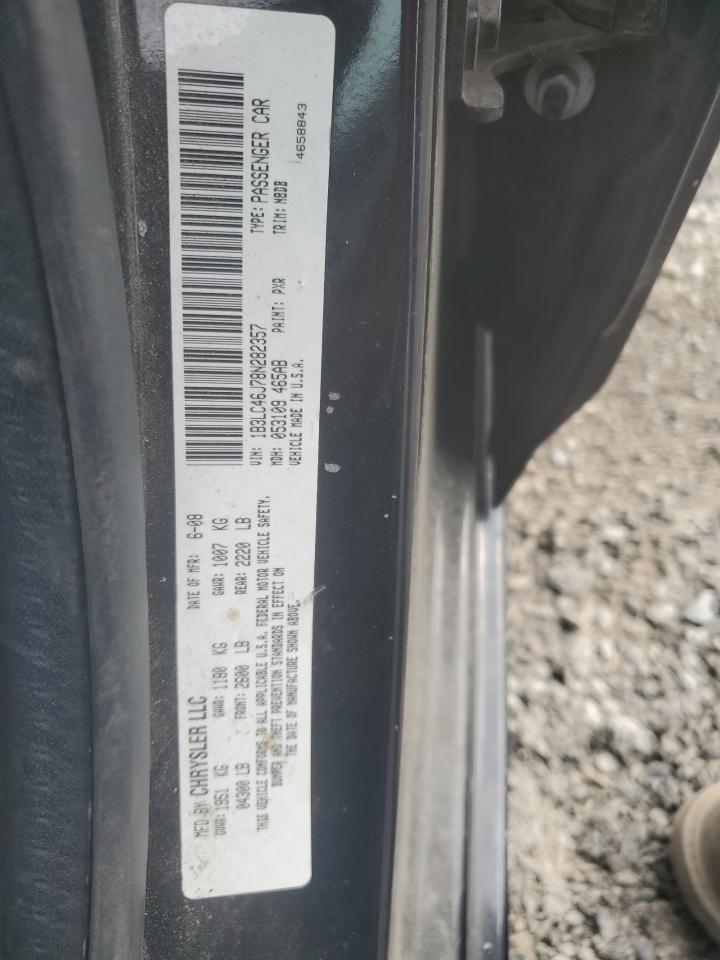 MFD BY CHRYSLER LLC DATE OF MFR: 6-08
GVWR: 1951 KG GAWR: 1180 KG GAWR: 1007 KG
04300 LB FRONT: 2600 LB REAR: 2220 LB
THIS VEHICLE CONFORMS TO ALL APPLICABLE U.S.A. FEDERAL MOTOR VEHICLE SAFETY,
BUMPER AND THEFT PREVENTION STANDARDS IN EFFECT ON
THE DATE OF MANUFACTURE SHOWN ABOVE.
VIN: 1B3LC46J78N282357 TYPE: PASSENGER CAR
MDH: 053109 465AB PAINT: PXR TRIM: N8DB
VEHICLE MADE IN U.S.A.
4658843